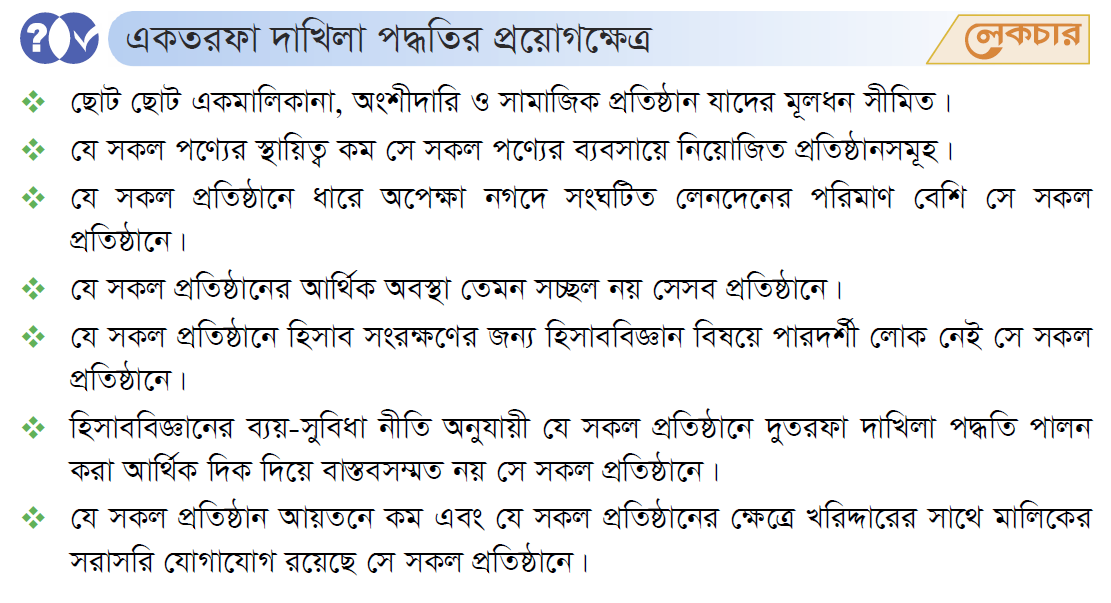 একতরফা দাখিলা পদ্ধতির প্রয়োগক্ষেত্র
লেকচার
ছোট ছোট একমালিকানা, অংশীদারি ও সামাজিক প্রতিষ্ঠান যাদের মূলধন সীমিত।
যে সকল পণ্যের স্থায়িত্ব কম সে সকল পণ্যের ব্যবসায়ে নিয়োজিত প্রতিষ্ঠানসমূহ।
যে সকল প্রতিষ্ঠানে ধারে অপেক্ষা নগদে সংঘটিত লেনদেনের পরিমাণ বেশি সে সকল
প্রতিষ্ঠানে।
যে সকল প্রতিষ্ঠানের আর্থিক অবস্থা তেমন সচ্ছল নয় সেসব প্রতিষ্ঠানে।
যে সকল প্রতিষ্ঠানে হিসাব সংরক্ষণের জন্য হিসাববিজ্ঞান বিষয়ে পারদর্শী লোক নেই সে সকল
প্রতিষ্ঠানে।
হিসাববিজ্ঞানের ব্যয়-সুবিধা নীতি অনুযায়ী যে সকল প্রতিষ্ঠানে দুতরফা দাখিলা পদ্ধতি পালন
করা আর্থিক দিক দিয়ে বাস্তবসম্মত নয় সে সকল প্রতিষ্ঠানে।
যে সকল প্রতিষ্ঠান আয়তনে কম এবং যে সকল প্রতিষ্ঠানের ক্ষেত্রে খরিদ্দারের সাথে মালিকের
সরাসরি যোগাযোগ রয়েছে সে সকল প্রতিষ্ঠানে।